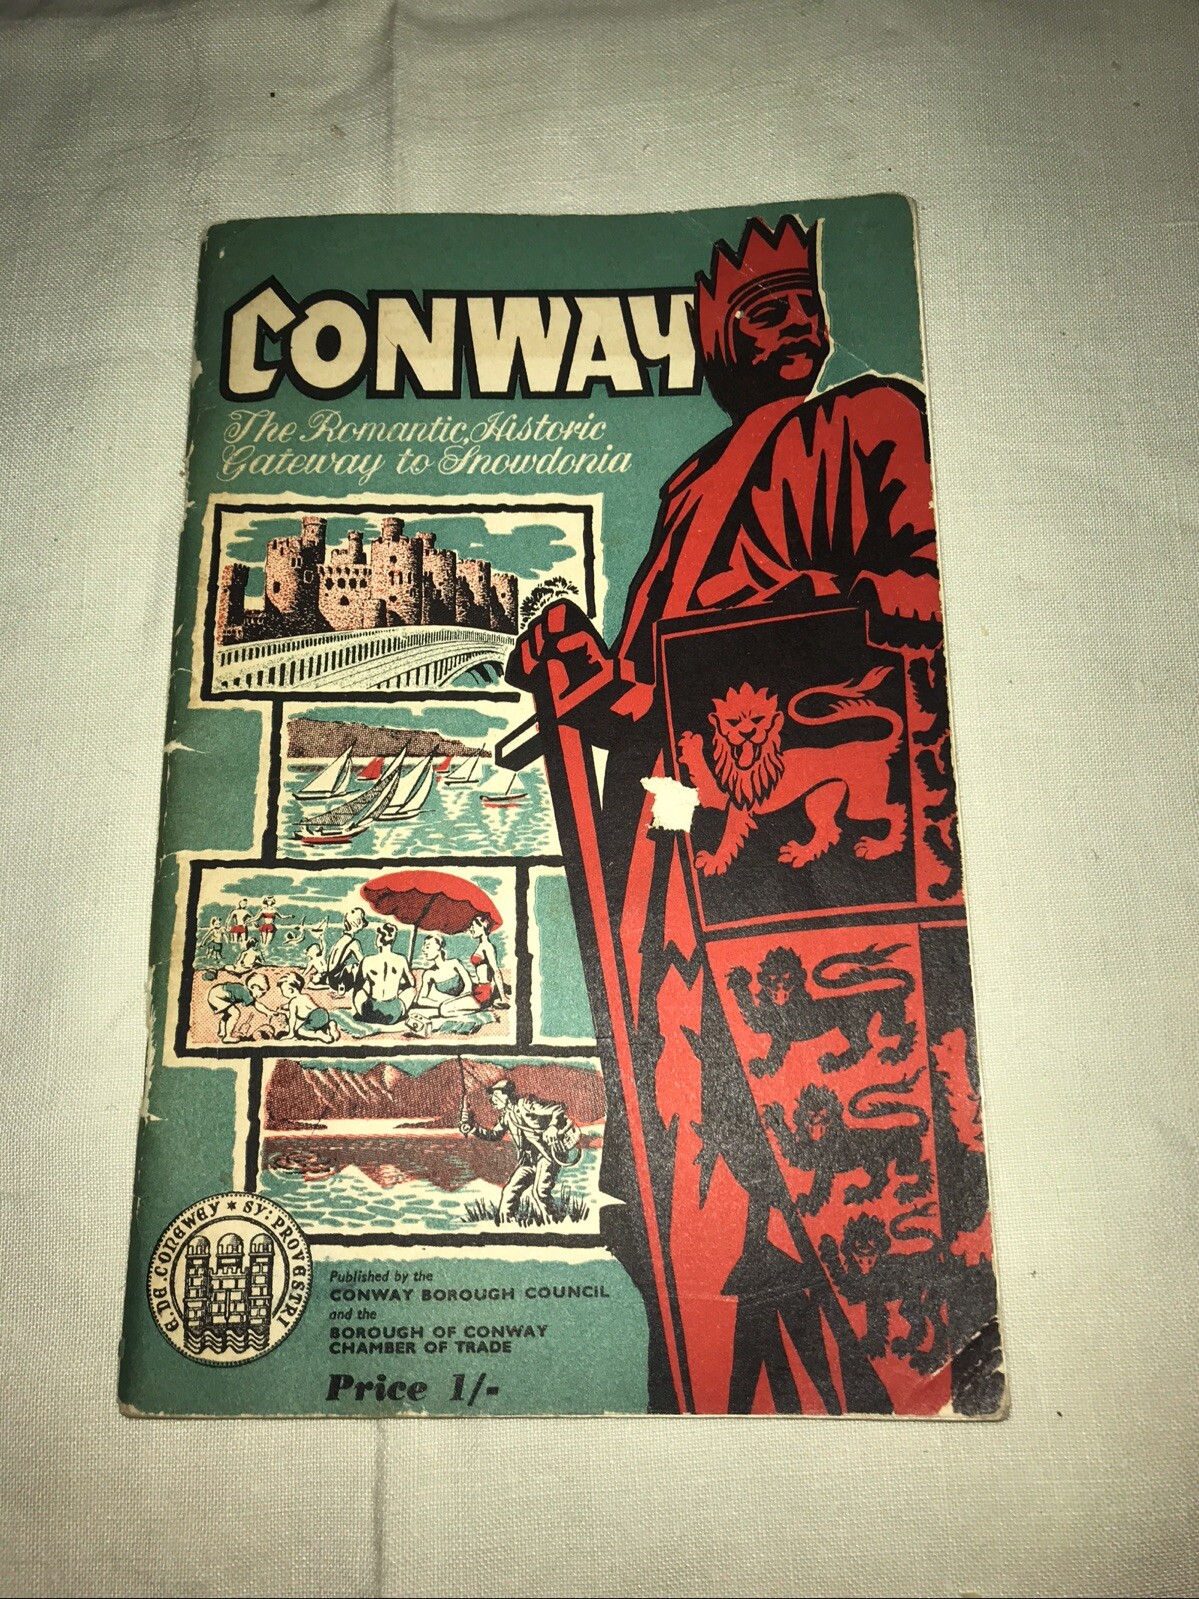 CONWAY
The Romantic, Historic
Gateway to Snowdonia
Published by the
CONWAY BOROUGH COUNCIL
and the
BOROUGH OF CONWAY
CHAMBER OF TRADE
Price 1/-
DE CONEWEY * SY: PROVESTRI